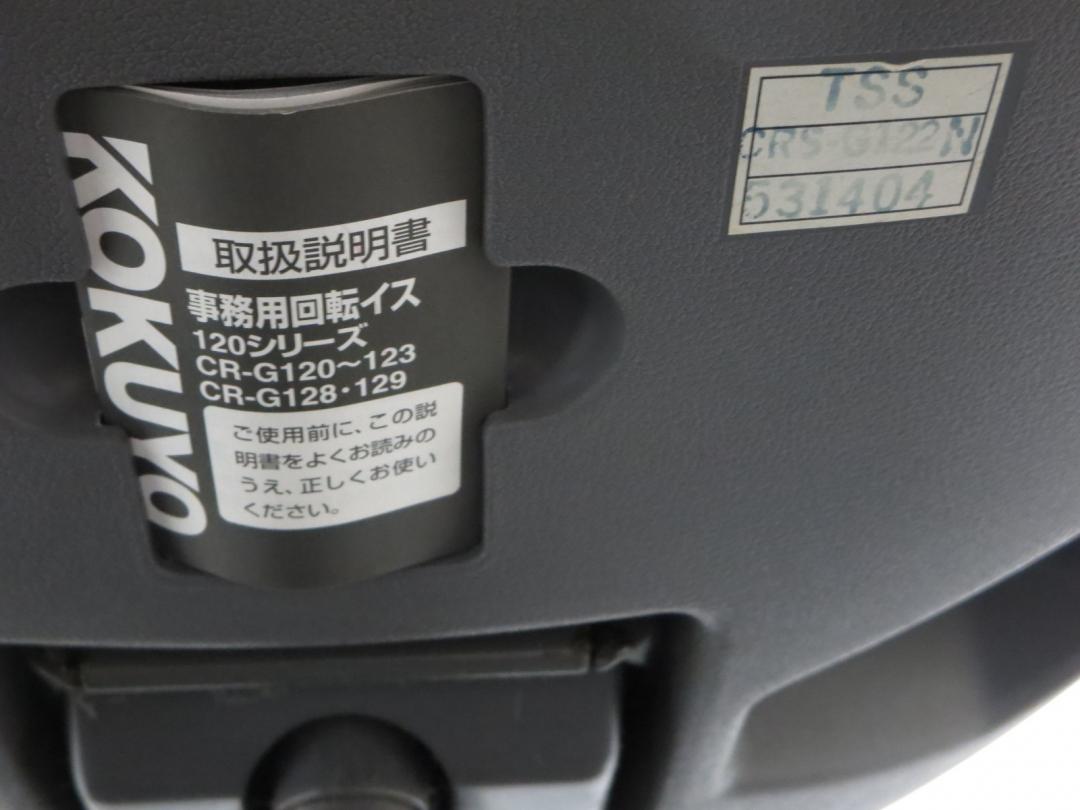 KOKUYO
取扱説明書
事務用回転イス
120シリーズ
CR-G120〜123
CR-G128・129
ご使用前に、この説
明書をよくお読みの
うえ、正しくお使い
ください。
TSS
CRS-G122N
531404